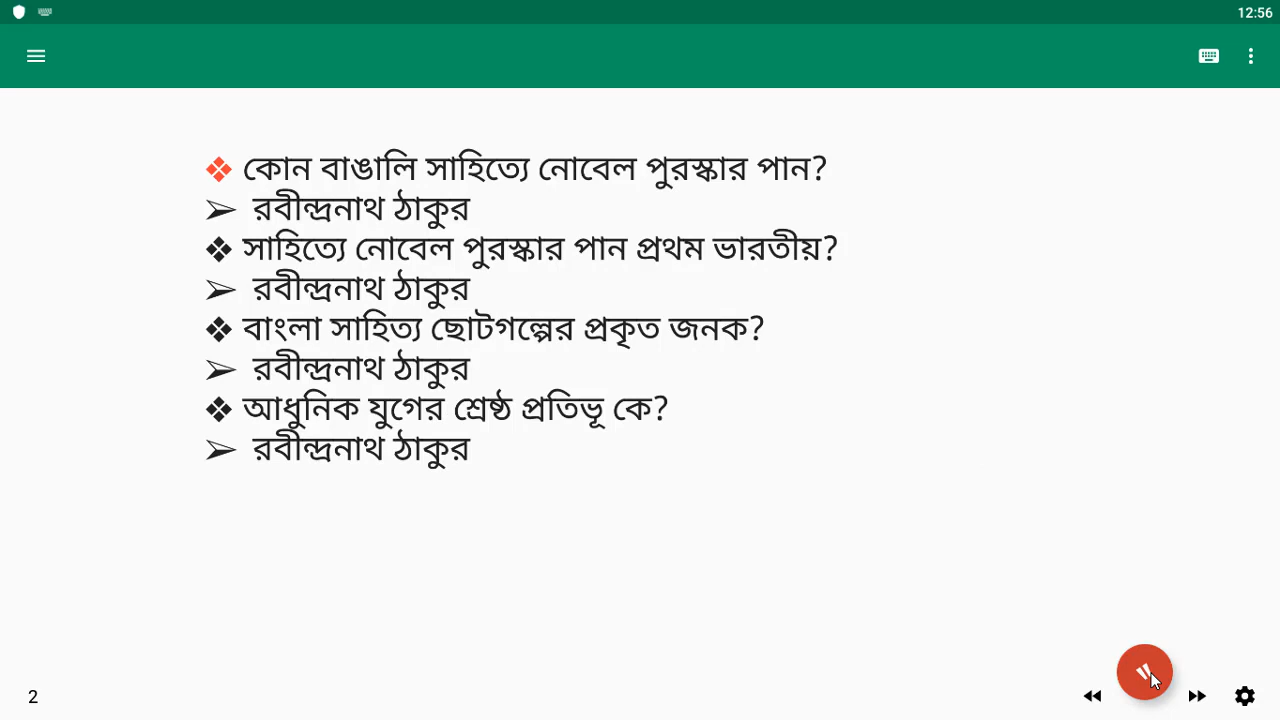 12:56
❖ কোন বাঙালি সাহিত্যে নোবেল পুরস্কার পান?
➢ রবীন্দ্রনাথ ঠাকুর
❖ সাহিত্যে নোবেল পুরস্কার পান প্রথম ভারতীয়?
➢ রবীন্দ্রনাথ ঠাকুর
❖ বাংলা সাহিত্য ছোটগল্পের প্রকৃত জনক?
➢ রবীন্দ্রনাথ ঠাকুর
❖ আধুনিক যুগের শ্রেষ্ঠ প্রতিভূ কে?
➢ রবীন্দ্রনাথ ঠাকুর
2